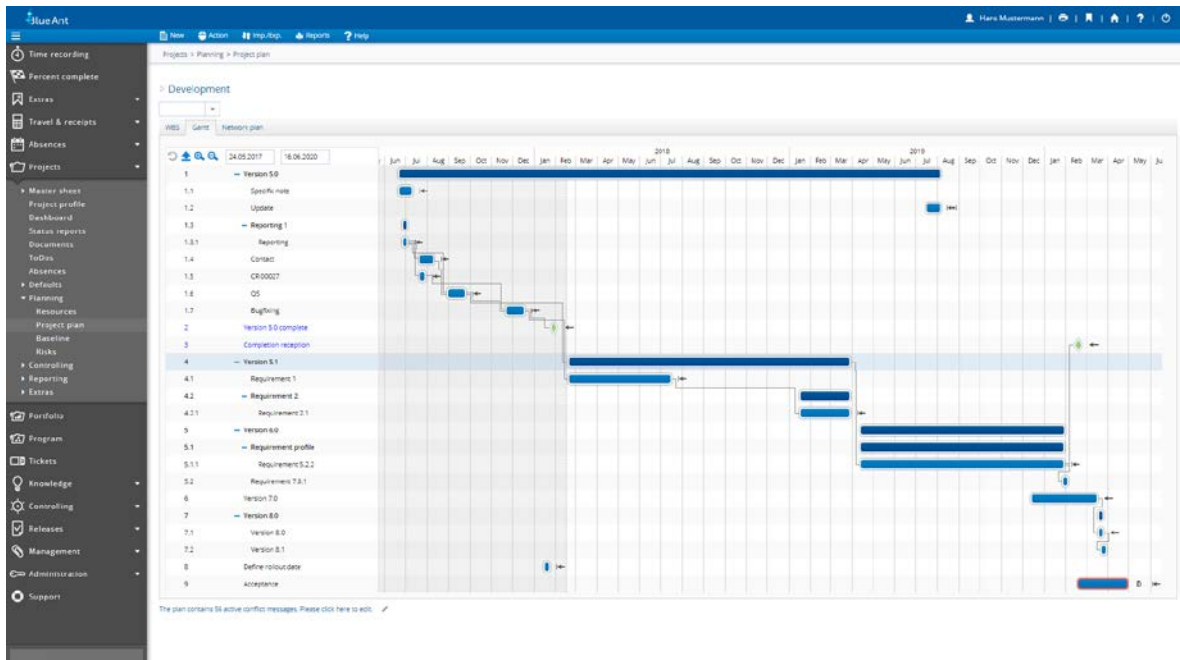 Blue Ant
Hans Mustermann
New Action Imp./Exp. Reports Help
Time recording
Percent complete
Extras
Travel & receipts
Absences
Projects
Master sheet
Project profile
Dashboard
Status reports
Documents
ToDos
Absences
Defaults
Planning
Resources
Project plan
Baseline
Risks
Controlling
Reporting
Extras
Portfolio
Program
Tickets
Knowledge
Controlling
Releases
Management
Administration
Support
Projects > Planning > Project plan
> Development
WBS Gantt Network plan
24.05.2017 16.06.2020
2018 2019
Jun Jul Aug Sep Oct Nov Dec Jan Feb Mar Apr May Jun Jul Aug Sep Oct Nov Dec Jan Feb Mar Apr May Jun Jul Aug Sep Oct Nov Dec Jan Feb Mar Apr May Ju
1 Version 5.0
1.1 Specific note
1.2 Update
1.3 Reporting 1
1.3.1 Reporting
1.4 Contact
1.5 CR00027
1.6 QS
1.7 Bugfixing
2 Version 5.0 complete
3 Completion reception
4 Version 5.1
4.1 Requirement 1
4.2 Requirement 2
4.2.1 Requirement 2.1
5 Version 6.0
5.1 Requirement profile
5.1.1 Requirement 5.2.2
5.2 Requirement 7.3.1
6 Version 7.0
7 Version 8.0
7.1 Version 8.0
7.2 Version 8.1
8 Define rollout date
9 Acceptance
The plan contains 56 active conflict messages. Please click here to edit.